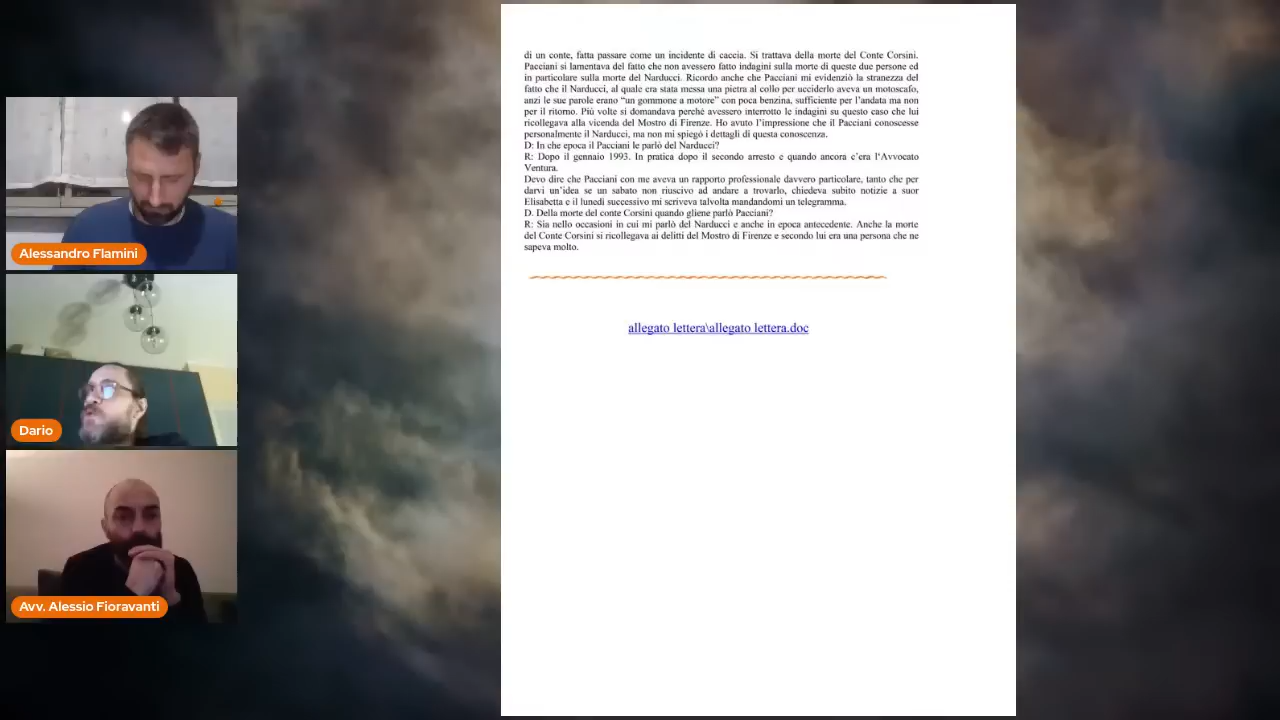 Alessandro Flamini
Dario
Avv. Alessio Fioravanti
di un conte, fatta passare come un incidente di caccia. Si trattava della morte del Conte Corsini.
Pacciani si lamentava del fatto che non avessero fatto indagini sulla morte di queste due persone ed
in particolare sulla morte del Narducci. Ricordo anche che Pacciani mi evidenziò la stranezza del
fatto che il Narducci, al quale era stata messa una pietra al collo per ucciderlo aveva un motoscafo,
anzi le sue parole erano “un gommone a motore” con poca benzina, sufficiente per l’andata ma non
per il ritorno. Più volte si domandava perchè avessero interrotto le indagini su questo caso che lui
ricollegava alla vicenda del Mostro di Firenze. Ho avuto l’impressione che il Pacciani conoscesse
personalmente il Narducci, ma non mi spiegò i dettagli di questa conoscenza.
D: In che epoca il Pacciani le parlò del Narducci?
R: Dopo il gennaio 1993. In pratica dopo il secondo arresto e quando ancora c’era l’Avvocato
Ventura.
Devo dire che Pacciani con me aveva un rapporto professionale davvero particolare, tanto che per
darvi un’idea se un sabato non riuscivo ad andare a trovarlo, chiedeva subito notizie a suor
Elisabetta e il lunedì successivo mi scriveva talvolta mandandomi un telegramma.
D. Della morte del conte Corsini quando gliene parlò Pacciani?
R: Sia nello occasioni in cui mi parlò del Narducci e anche in epoca antecedente. Anche la morte
del Conte Corsini si ricollegava ai delitti del Mostro di Firenze e secondo lui era una persona che ne
sapeva molto.
allegato lettera\allegato lettera.doc